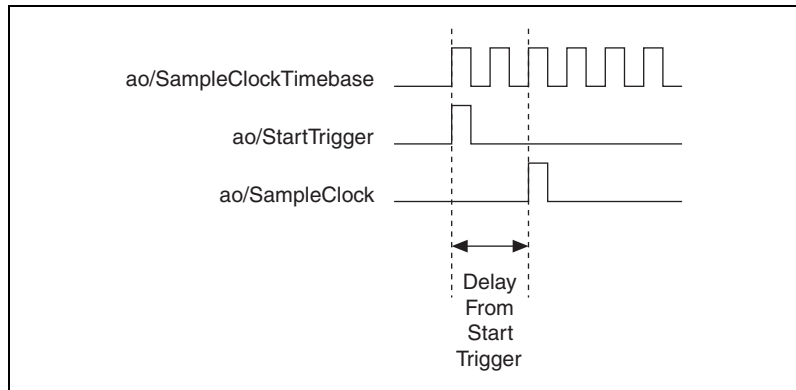 ao/SampleClockTimebase
ao/StartTrigger
ao/SampleClock
Delay
From
Start
Trigger